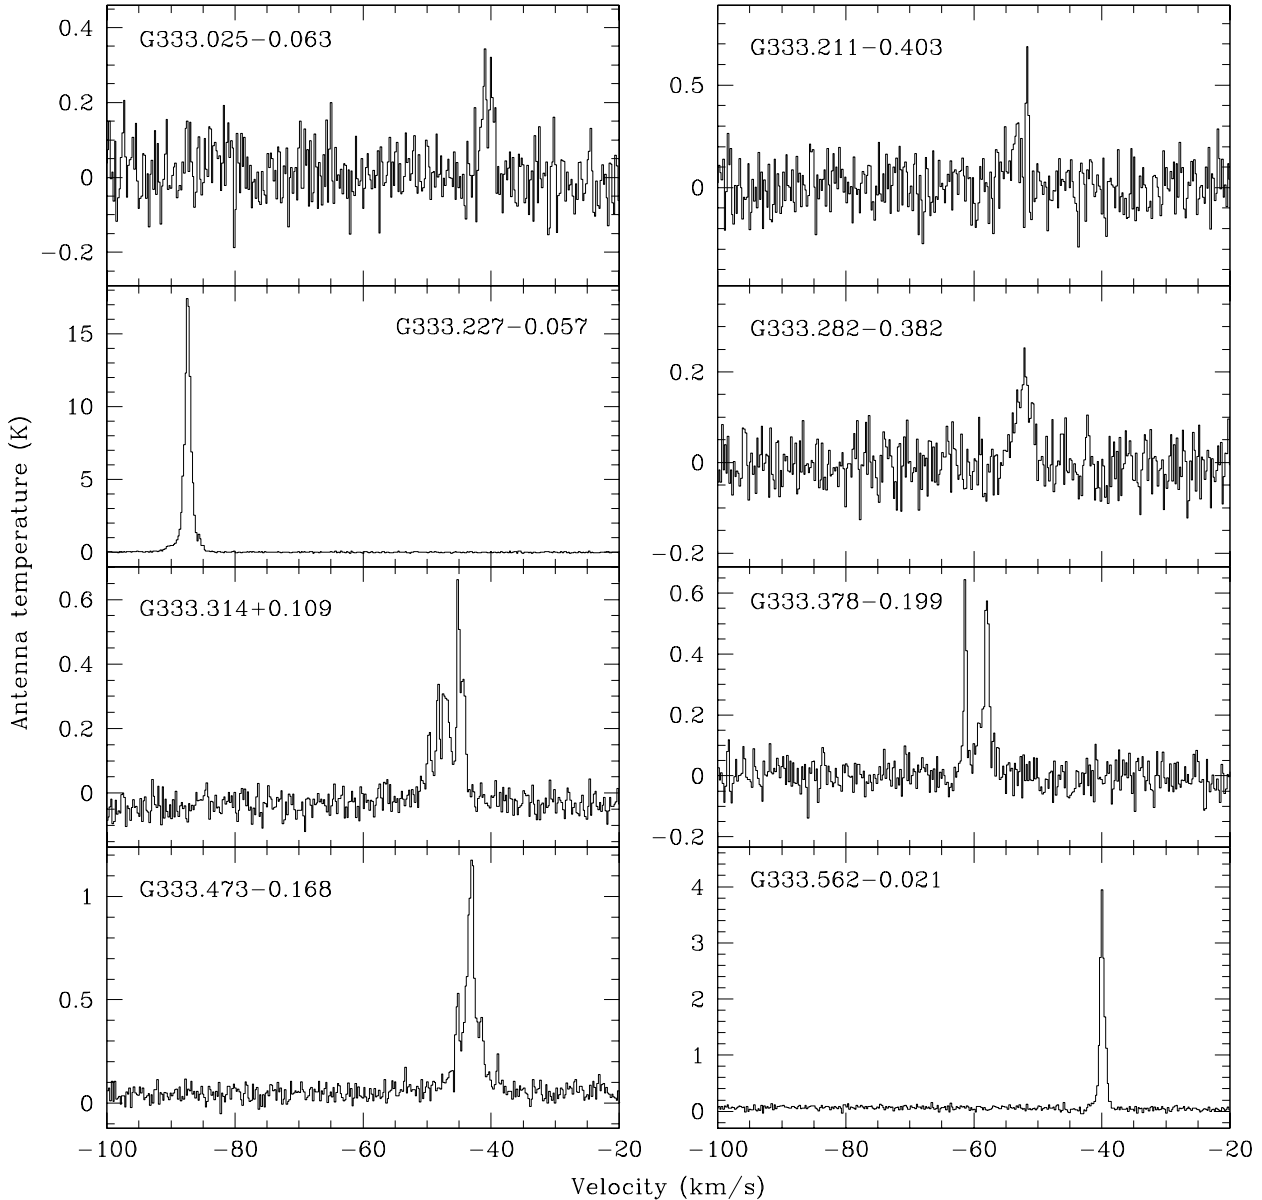 G333.025−0.063
0.4
0.2
0
−0.2
G333.211−0.403
0.5
0
G333.227−0.057
15
10
5
0
G333.282−0.382
0.2
0
−0.2
G333.314+0.109
0.6
0.4
0.2
0
G333.378−0.199
0.6
0.4
0.2
0
−0.2
G333.473−0.168
1
0.5
0
G333.562−0.021
4
3
2
1
0
−100 −80 −60 −40 −20
−100 −80 −60 −40 −20
Antenna temperature (K)
Velocity (km/s)